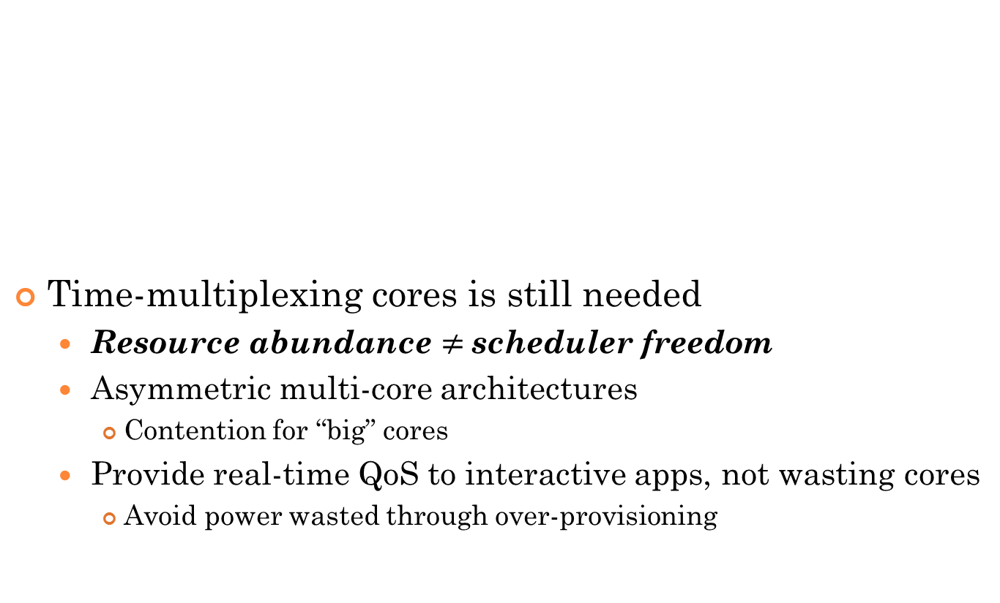 Time-multiplexing cores is still needed
Resource abundance ≠ scheduler freedom
Asymmetric multi-core architectures
Contention for “big” cores
Provide real-time QoS to interactive apps, not wasting cores
Avoid power wasted through over-provisioning